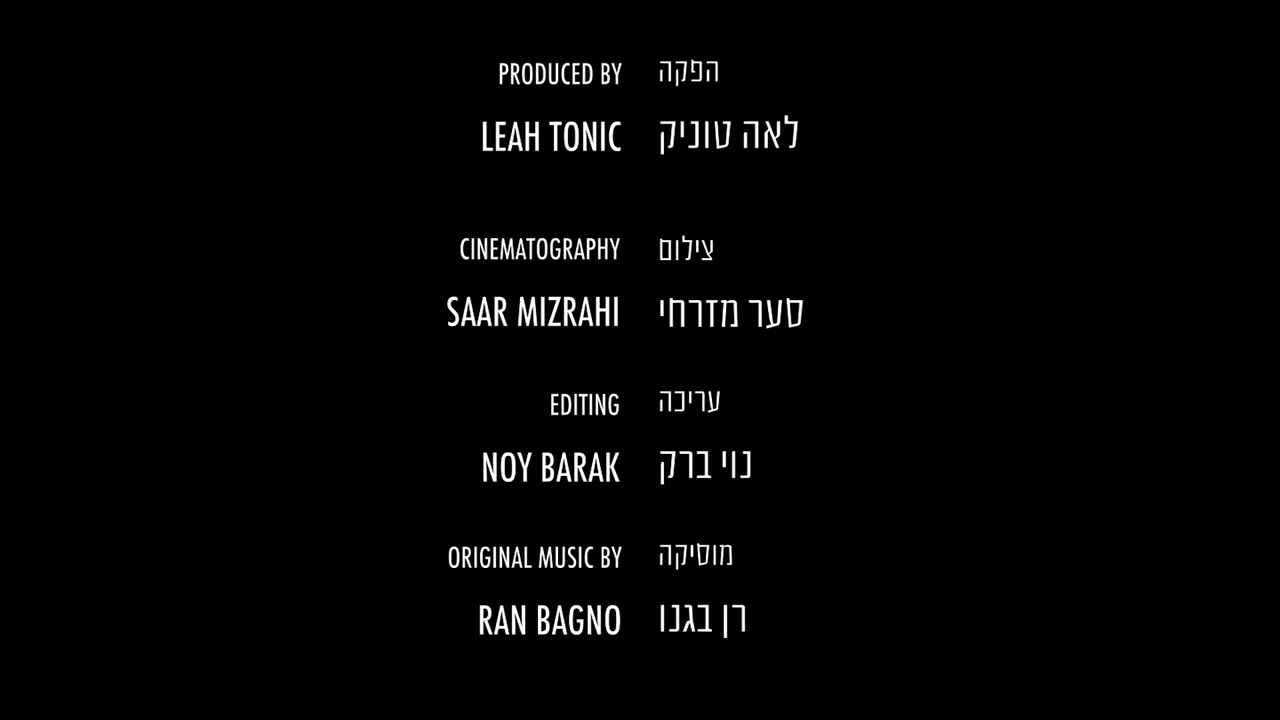 PRODUCED BY הפקה
LEAH TONIC לאה טוניק
CINEMATOGRAPHY צילום
SAAR MIZRAHI סער מזרחי
EDITING עריכה
NOY BARAK נוי ברק
ORIGINAL MUSIC BY מוסיקה
RAN BAGNO רן בגנו